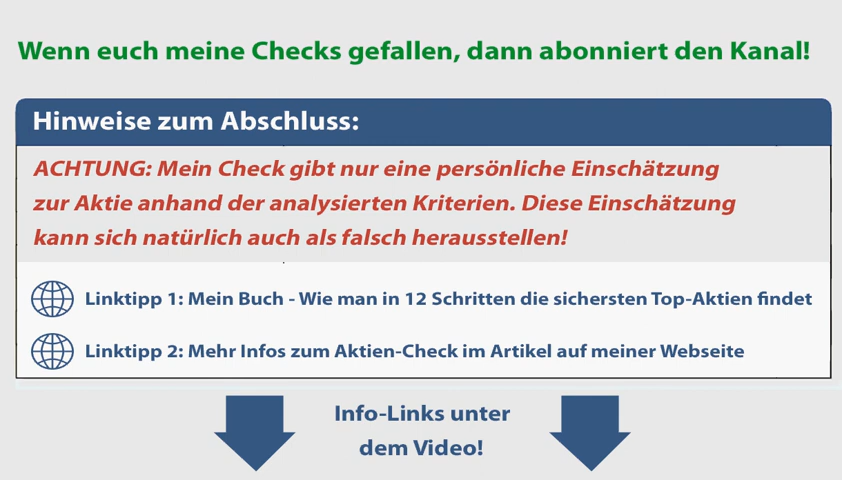 Wenn euch meine Checks gefallen, dann abonniert den Kanal!
Hinweise zum Abschluss:
ACHTUNG: Mein Check gibt nur eine persönliche Einschätzung
zur Aktie anhand der analysierten Kriterien. Diese Einschätzung
kann sich natürlich auch als falsch herausstellen!
Linktipp 1: Mein Buch - Wie man in 12 Schritten die sichersten Top-Aktien findet
Linktipp 2: Mehr Infos zum Aktien-Check im Artikel auf meiner Webseite
Info-Links unter
dem Video!